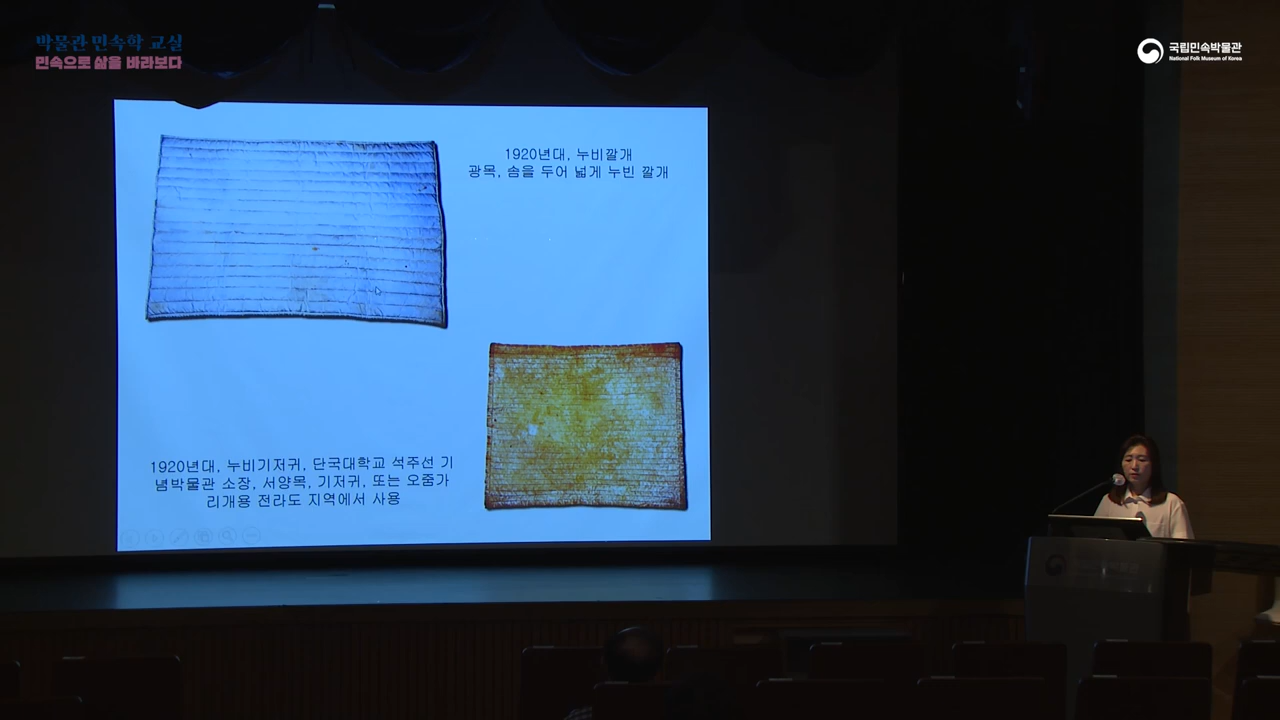 박물관 민속학 교실
민속으로 삶을 바라보다
국립민속박물관
National Folk Museum of Korea
1920년대, 누비깔개
광목, 솜을 두어 넓게 누빈 깔개
1920년대, 누비기저귀, 단국대학교 석주선 기
념박물관 소장, 서양목, 기저귀, 또는 오줌가
리개용 전라도 지역에서 사용